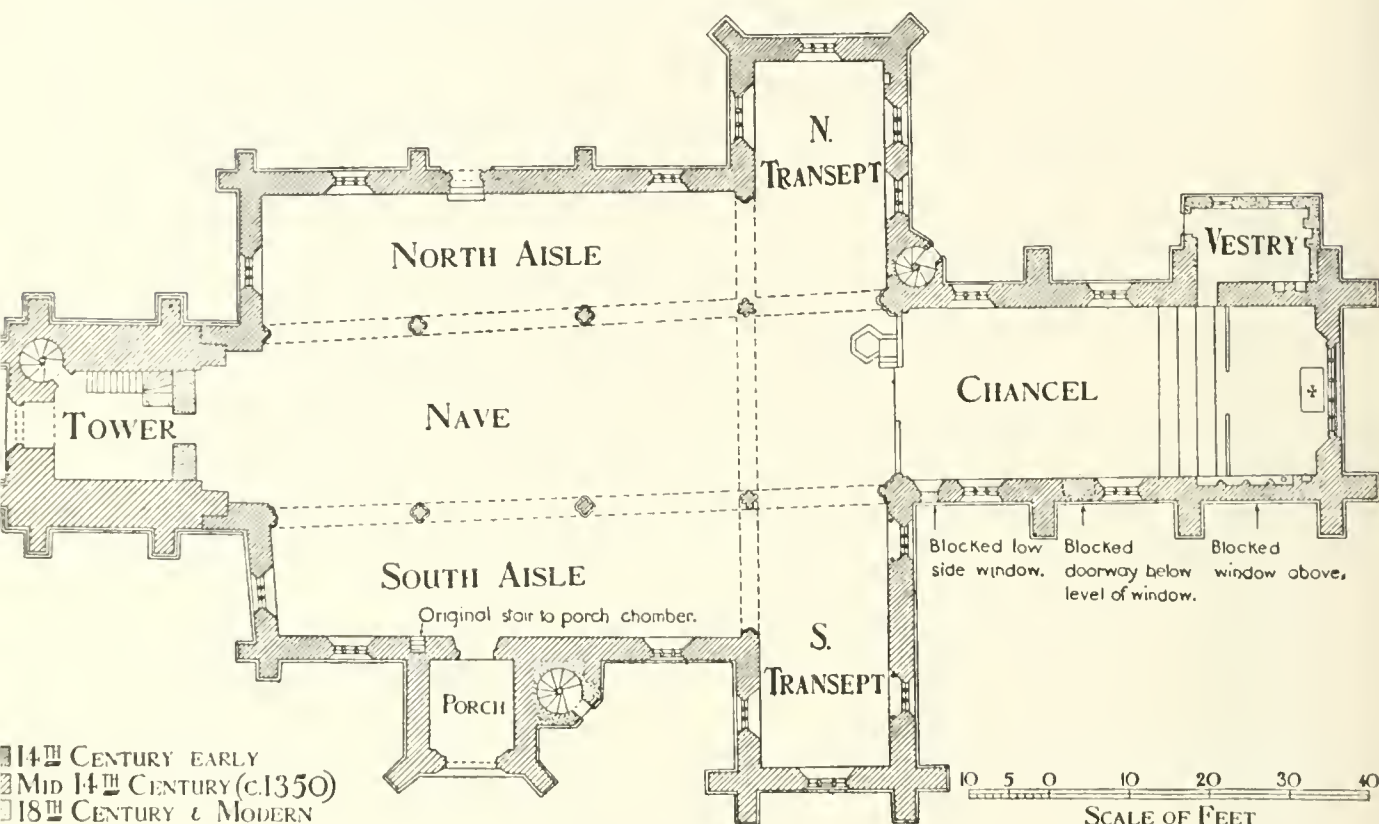 N.
TRANSEPT
NORTH AISLE
VESTRY
CHANCEL
TOWER
NAVE
SOUTH AISLE
Original stair to porch chamber.
Blocked low
side window.
Blocked
doorway below
level of window.
Blocked
window above.
S.
TRANSEPT
PORCH
14TH CENTURY EARLY
MID 14TH CENTURY (c.1350)
18TH CENTURY & MODERN
10 5 0 10 20 30 40
SCALE OF FEET